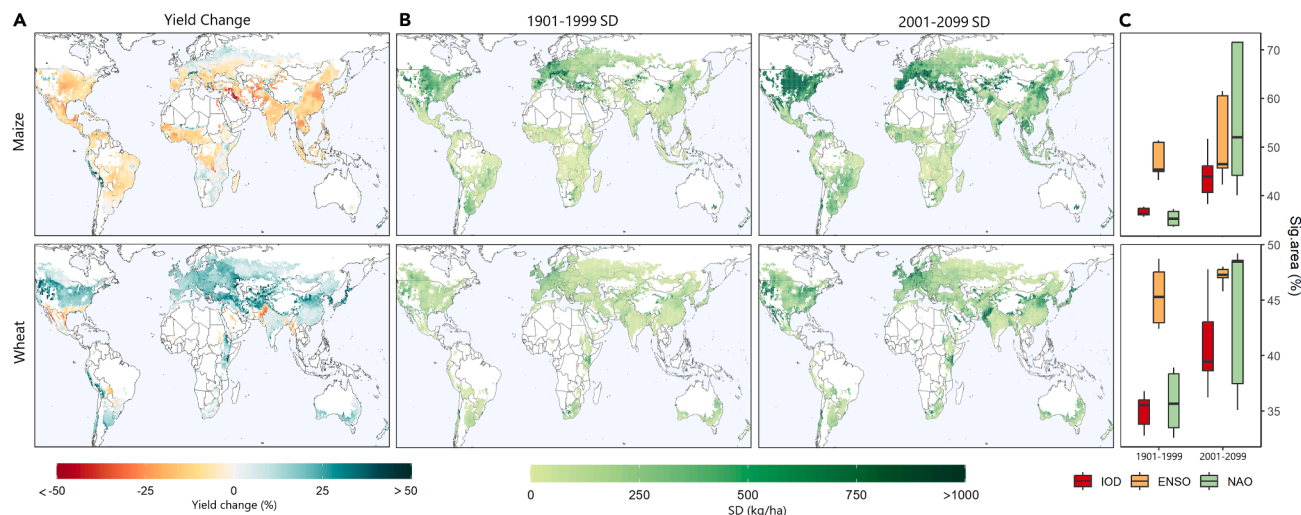 A Yield Change B 1901-1999 SD 2001-2099 SD C
Maize
70
60
50
40
Wheat
50
45
40
35
Sig.area (%)
1901-1999 2001-2099
< -50 -25 0 25 > 50
Yield change (%)
0 250 500 750 >1000
SD (kg/ha)
IOD ENSO NAO